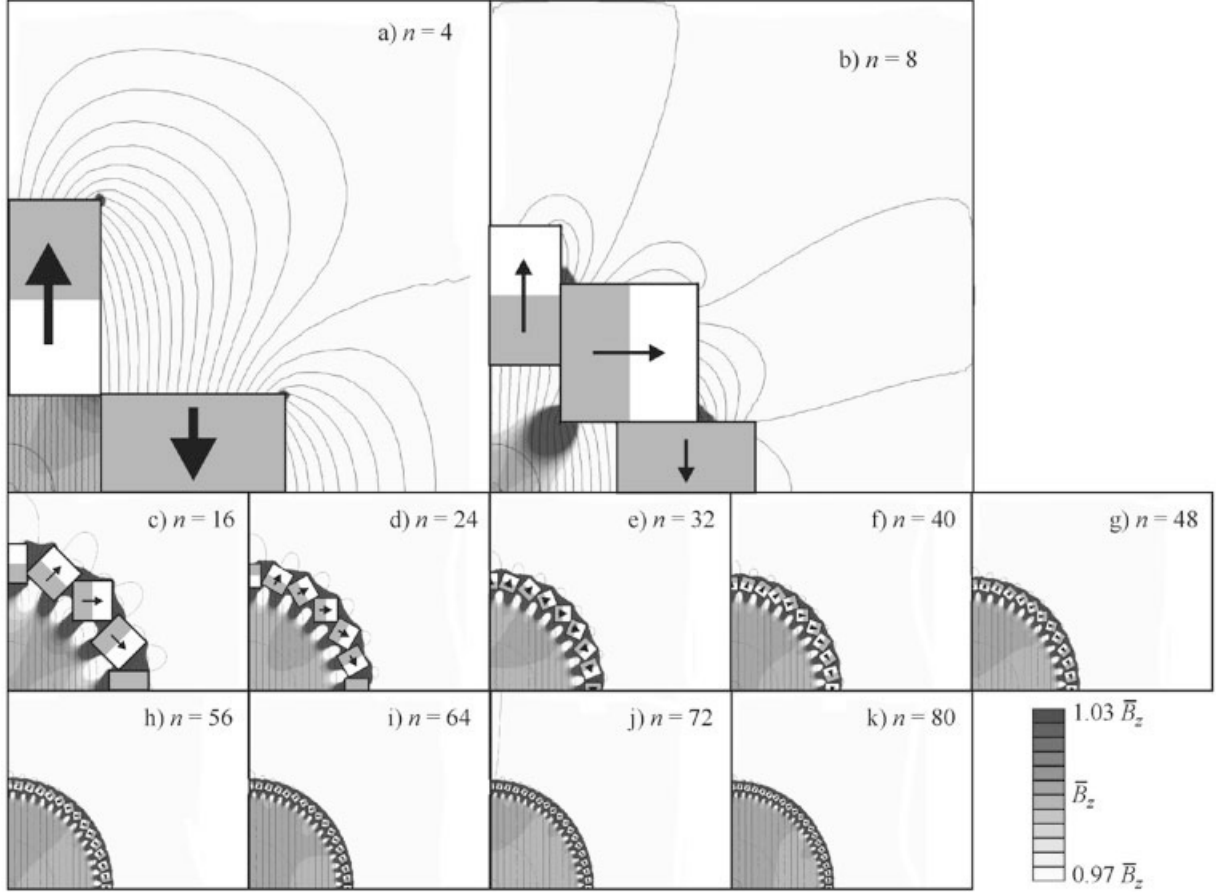 a) n = 4
b) n = 8
c) n = 16
d) n = 24
e) n = 32
f) n = 40
g) n = 48
h) n = 56
i) n = 64
j) n = 72
k) n = 80
1.03 B̅z
B̅z
0.97 B̅z